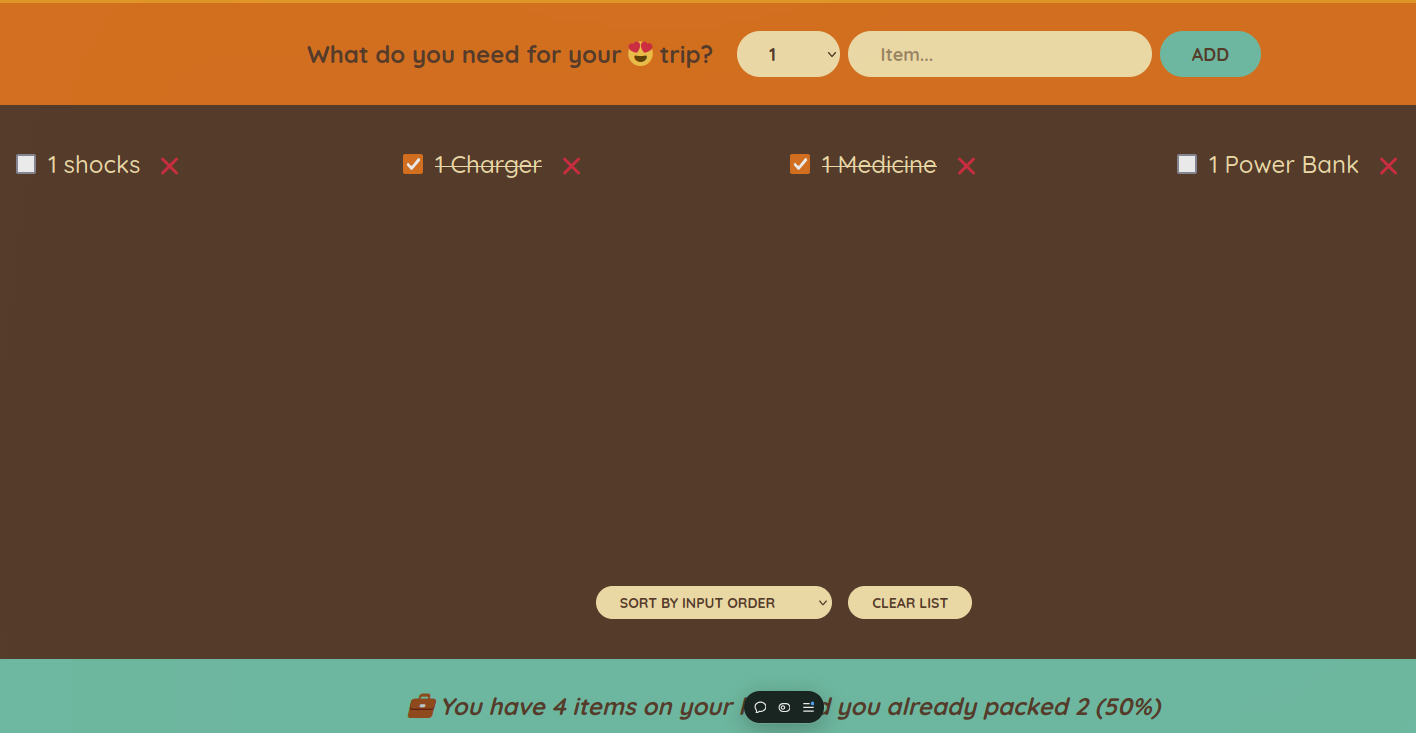 What do you need for your 😍 trip?
1
Item...
ADD
1 shocks
1 Charger
1 Medicine
1 Power Bank
SORT BY INPUT ORDER
CLEAR LIST
You have 4 items on your you already packed 2 (50%)